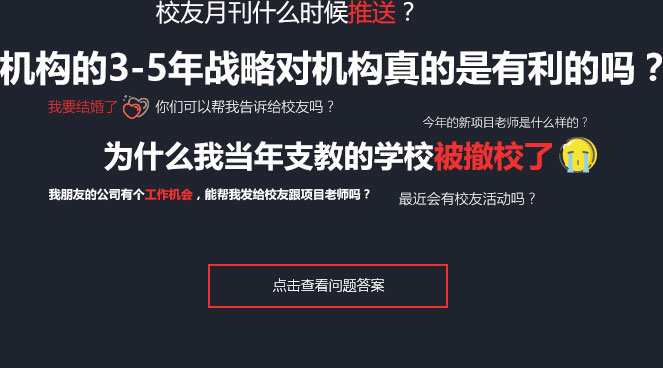 校友月刊什么时候推送？
机构的3-5年战略对机构真的是有利的吗？
我要结婚了 你们可以帮我告诉给校友吗？
今年的新项目老师是什么样的？
为什么我当年支教的学校被撤校了
我朋友的公司有个工作机会，能帮我发给校友跟项目老师吗？
最近会有校友活动吗？
点击查看问题答案